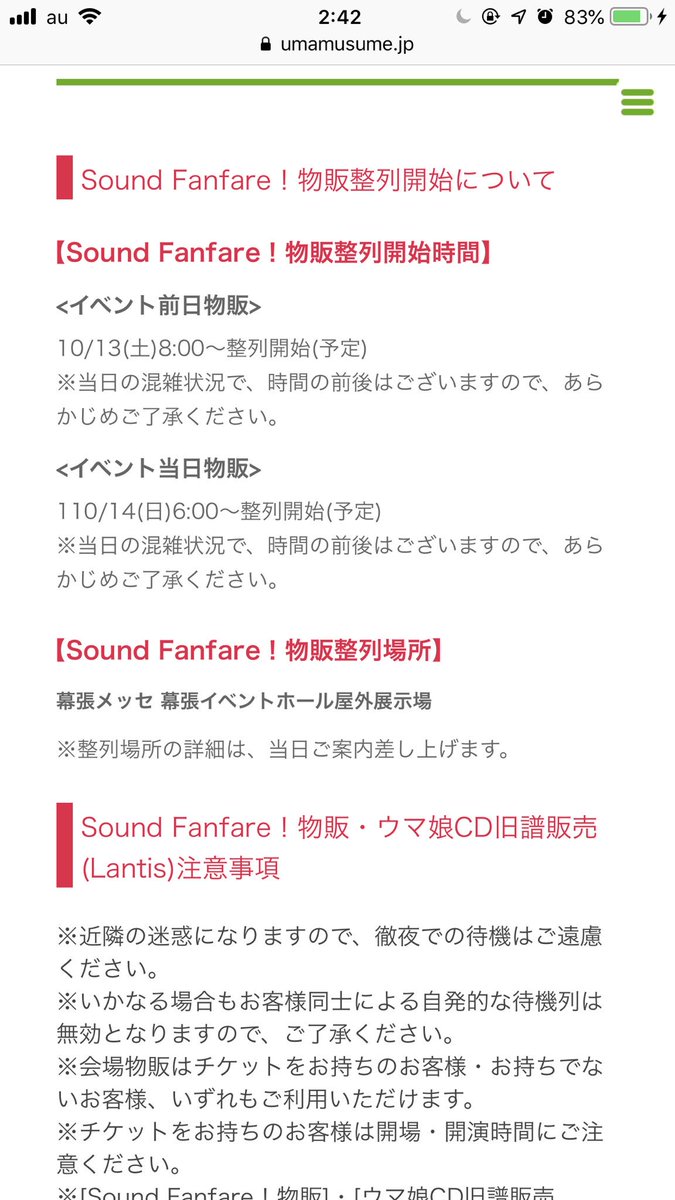 au 2:42 83%
umamusume.jp
Sound Fanfare！物販整列開始について
【Sound Fanfare！物販整列開始時間】
<イベント前日物販>
10/13(土)8:00〜整列開始(予定)
※当日の混雑状況で、時間の前後はございますので、あら
かじめご了承ください。
<イベント当日物販>
110/14(日)6:00〜整列開始(予定)
※当日の混雑状況で、時間の前後はございますので、あら
かじめご了承ください。
【Sound Fanfare！物販整列場所】
幕張メッセ 幕張イベントホール屋外展示場
※整列場所の詳細は、当日ご案内差し上げます。
Sound Fanfare！物販・ウマ娘CD旧譜販売
(Lantis)注意事項
※近隣の迷惑になりますので、徹夜での待機はご遠慮
ください。
※いかなる場合もお客様同士による自発的な待機列は
無効となりますので、ご了承ください。
※会場物販はチケットをお持ちのお客様・お持ちでな
いお客様、いずれもご利用いただけます。
※チケットをお持ちのお客様は開場・開演時間にご注
意ください。
※[Sound Fanfare！物販]・[ウマ娘CD旧譜販売